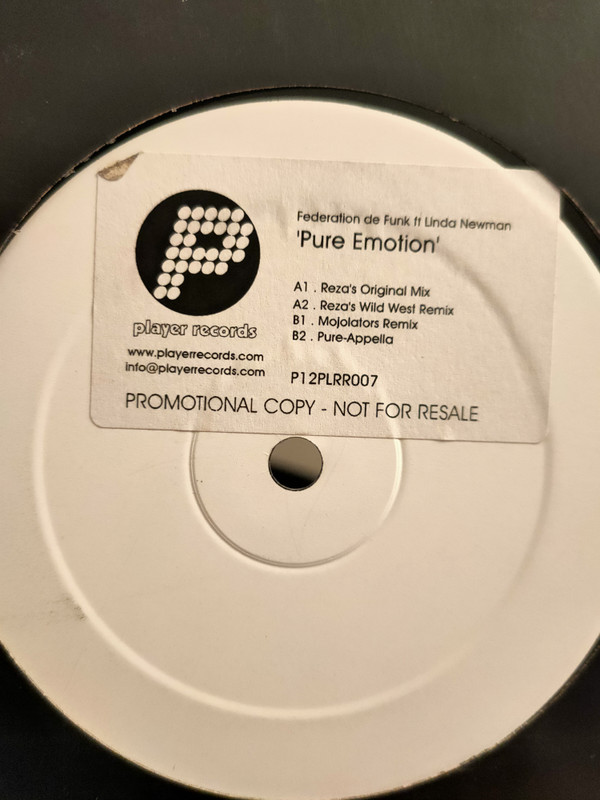 P
player records
www.playerrecords.com
info@playerrecords.com
Federation de Funk ft Linda Newman
'Pure Emotion'
A1 . Reza's Original Mix
A2 . Reza's Wild West Remix
B1 . Mojolators Remix
B2 . Pure-Appella
P12PLRR007
PROMOTIONAL COPY - NOT FOR RESALE